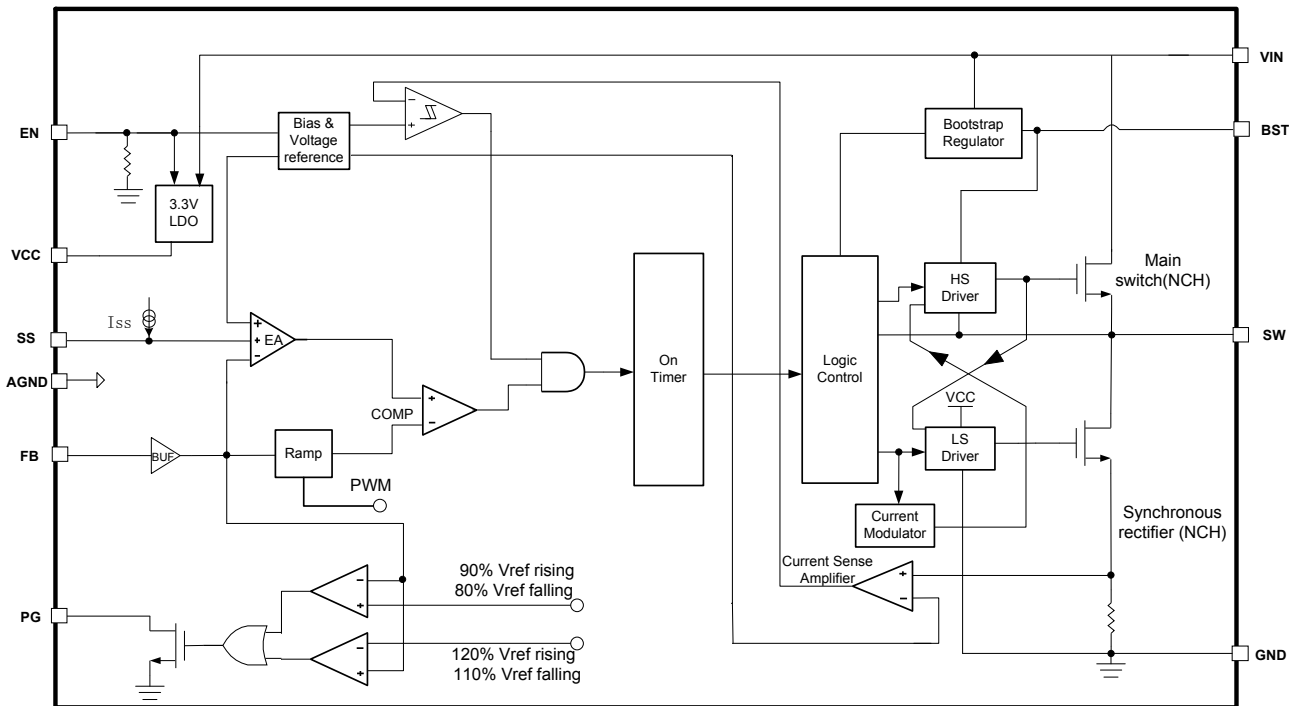 VIN
EN
Bias &
Voltage
reference
-
+
Bootstrap
Regulator
BST
3.3V
LDO
VCC
HS
Driver
Main
switch(NCH)
Iss
SS
+
+
-
EA
On
Timer
Logic
Control
SW
AGND
COMP
+
-
VCC
LS
Driver
FB
BUF
Ramp
PWM
Current
Modulator
Synchronous
rectifier (NCH)
Current Sense
Amplifier
+
-
90% Vref rising
80% Vref falling
-
+
PG
120% Vref rising
110% Vref falling
-
+
GND